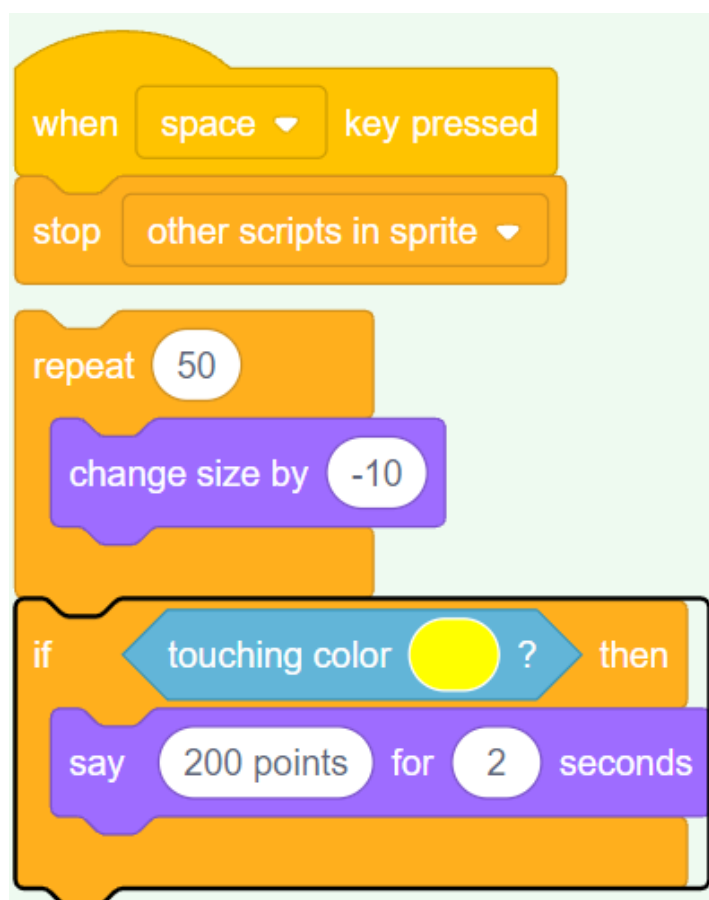 when space key pressed
stop other scripts in sprite
repeat 50
change size by -10
if touching color ? then
say 200 points for 2 seconds